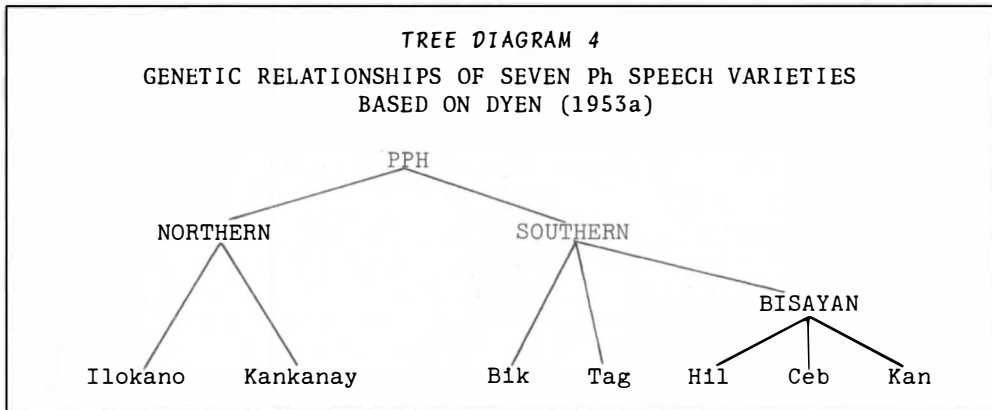 TREE DIAGRAM 4
GENETIC RELATIONSHIPS OF SEVEN Ph SPEECH VARIETIES
BASED ON DYEN (1953a)
PPH
NORTHERN SOUTHERN
BISAYAN
Ilokano Kankanay Bik Tag Hil Ceb Kan